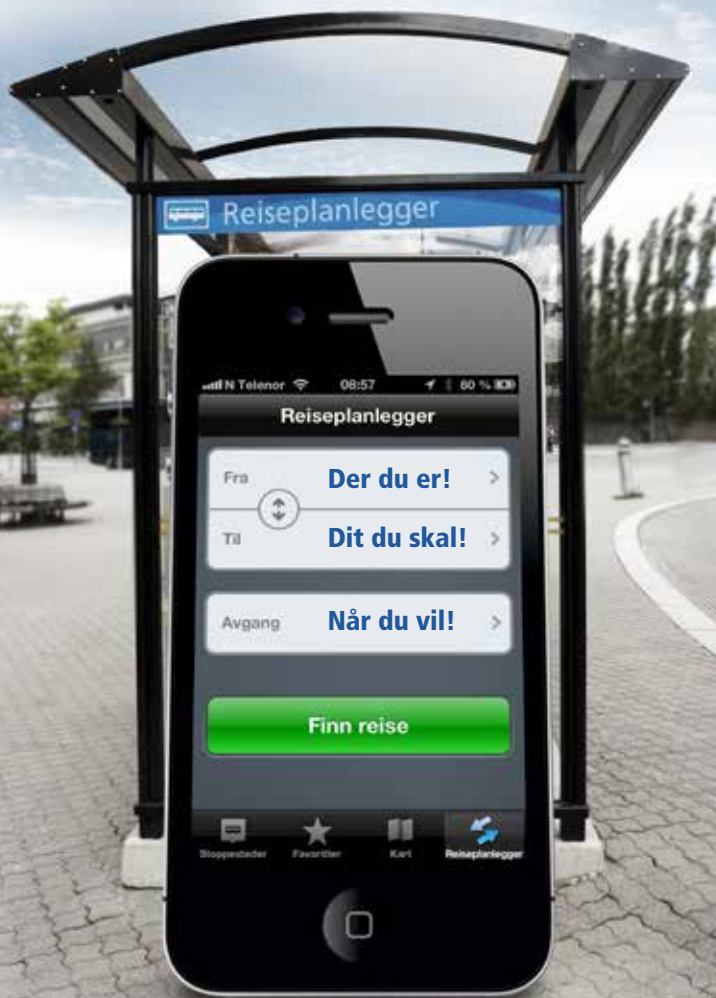 Reiseplanlegger
N Telenor 08:57 60 %
Reiseplanlegger
Fra Der du er!
Til Dit du skal!
Avgang Når du vil!
Finn reise
Stoppesteder Favoritter Kart Reiseplanlegger